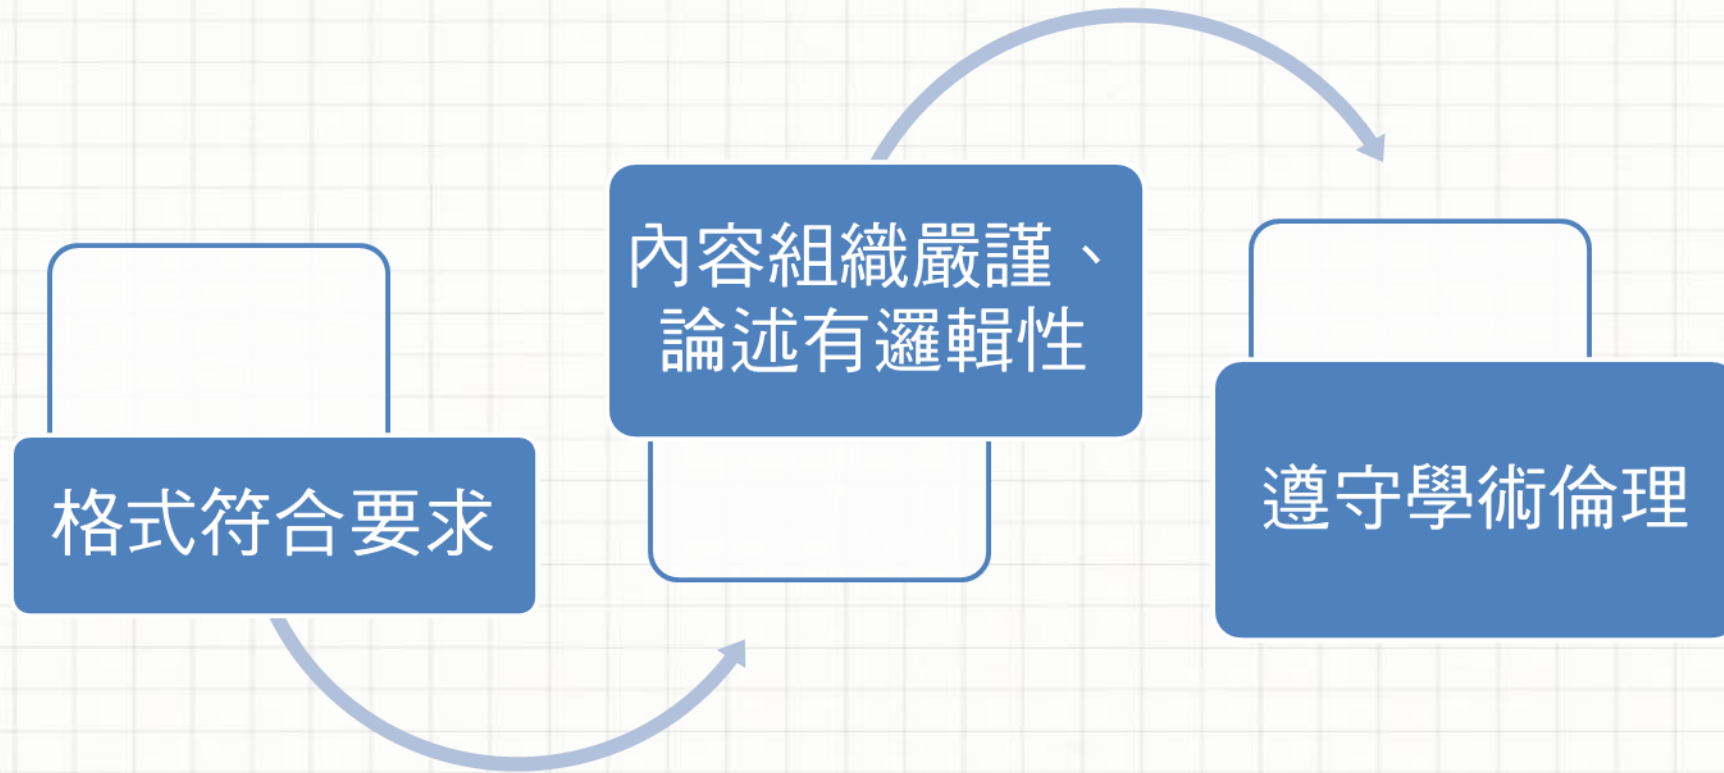 格式符合要求
內容組織嚴謹、
論述有邏輯性
遵守學術倫理